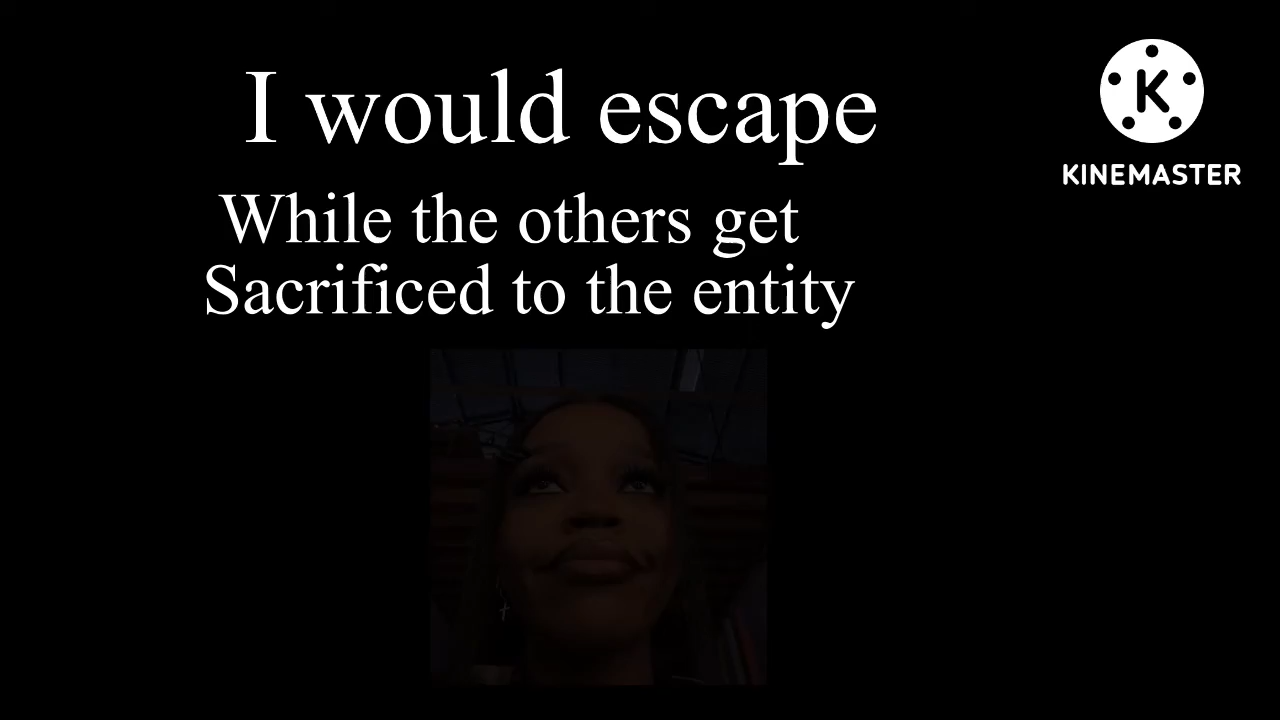 I would escape
While the others get
Sacrificed to the entity
K
KINEMASTER